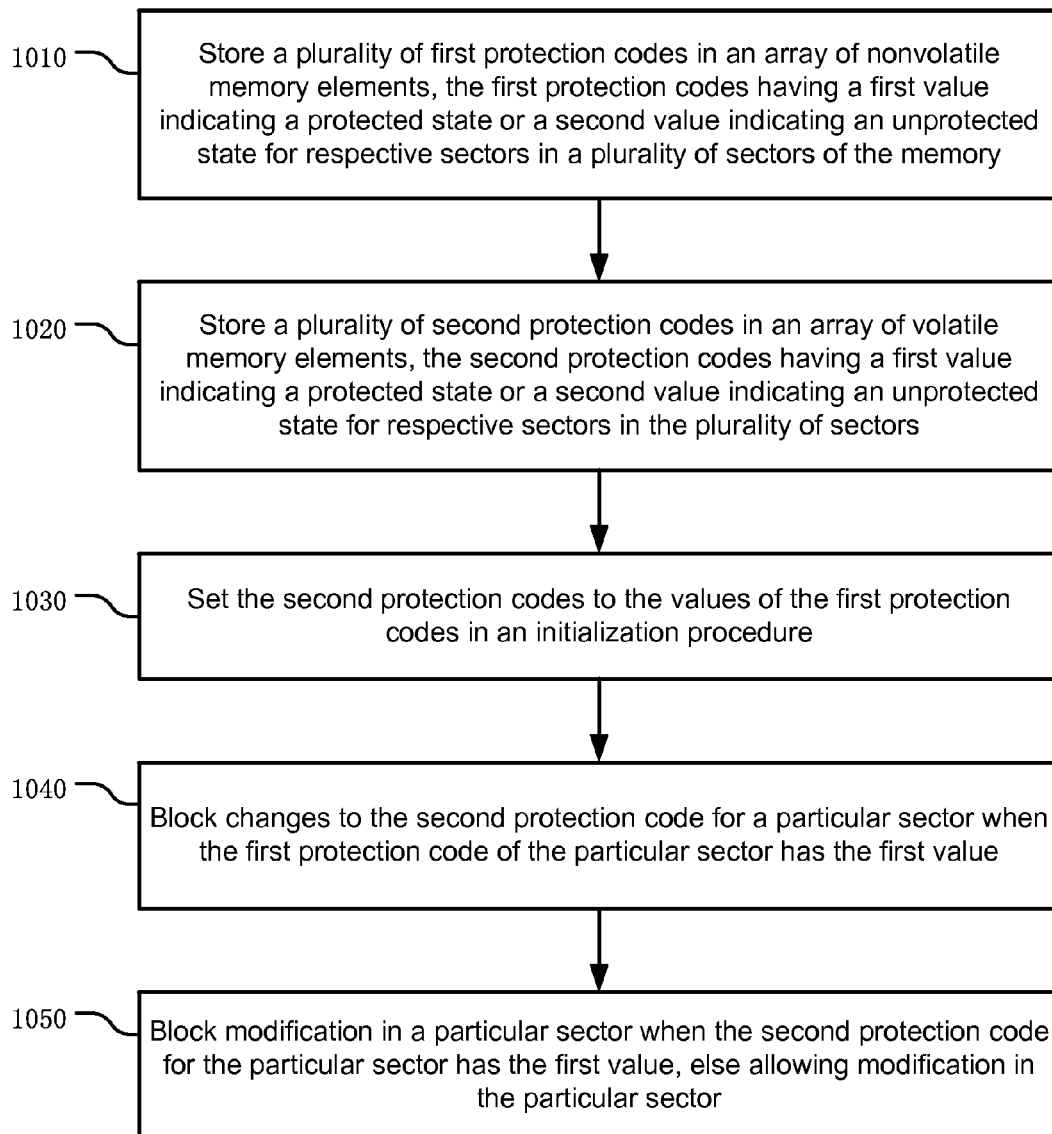 1010
Store a plurality of first protection codes in an array of nonvolatile
memory elements, the first protection codes having a first value
indicating a protected state or a second value indicating an unprotected
state for respective sectors in a plurality of sectors of the memory
1020
Store a plurality of second protection codes in an array of volatile
memory elements, the second protection codes having a first value
indicating a protected state or a second value indicating an unprotected
state for respective sectors in the plurality of sectors
1030
Set the second protection codes to the values of the first protection
codes in an initialization procedure
1040
Block changes to the second protection code for a particular sector when
the first protection code of the particular sector has the first value
1050
Block modification in a particular sector when the second protection code
for the particular sector has the first value, else allowing modification in
the particular sector